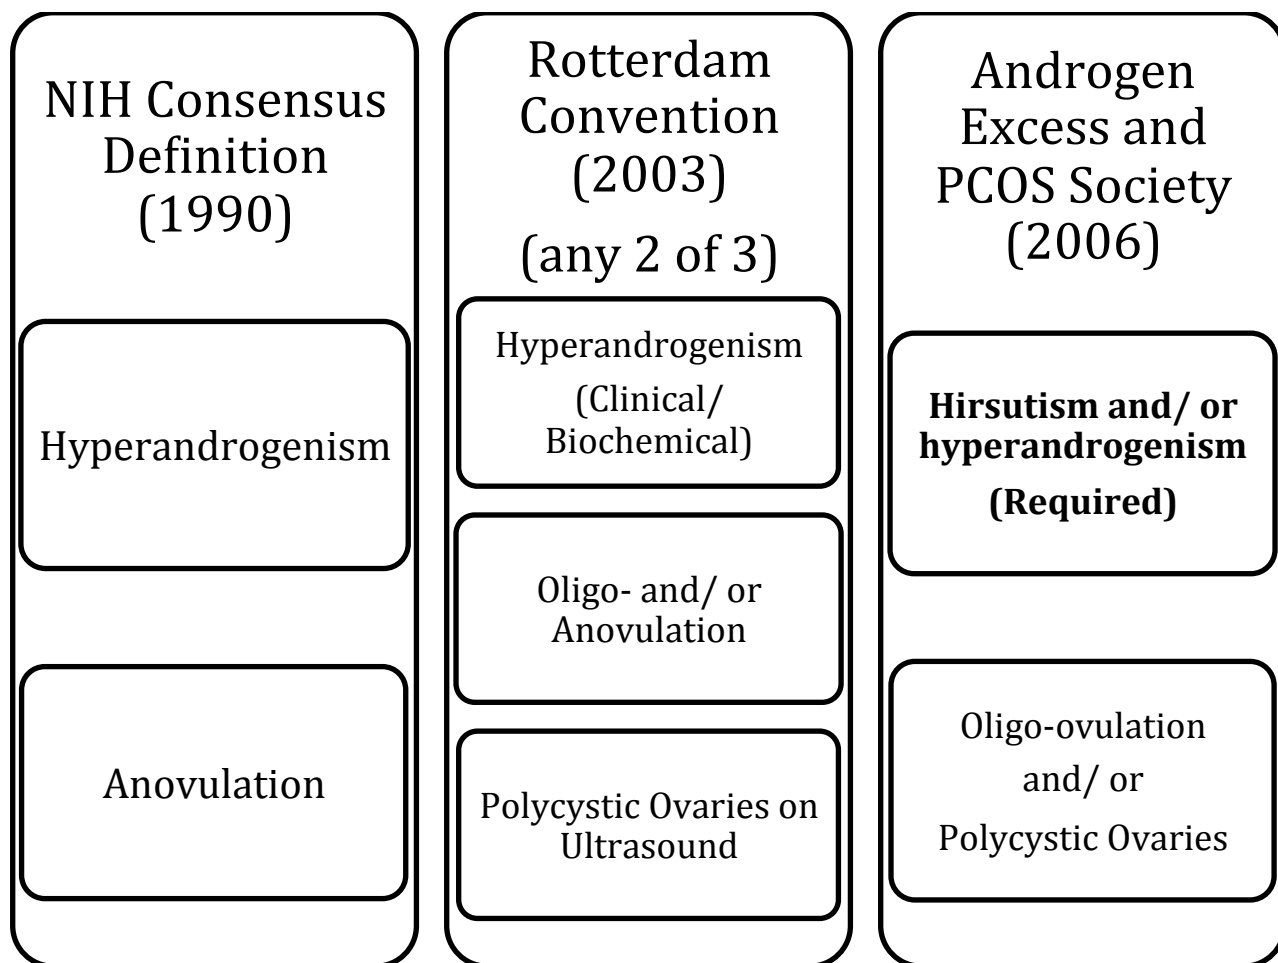 NIH Consensus
Definition
(1990)
Hyperandrogenism
Anovulation
Rotterdam
Convention
(2003)
(any 2 of 3)
Hyperandrogenism
(Clinical/
Biochemical)
Oligo- and/ or
Anovulation
Polycystic Ovaries on
Ultrasound
Androgen
Excess and
PCOS Society
(2006)
Hirsutism and/ or
hyperandrogenism
(Required)
Oligo-ovulation
and/ or
Polycystic Ovaries